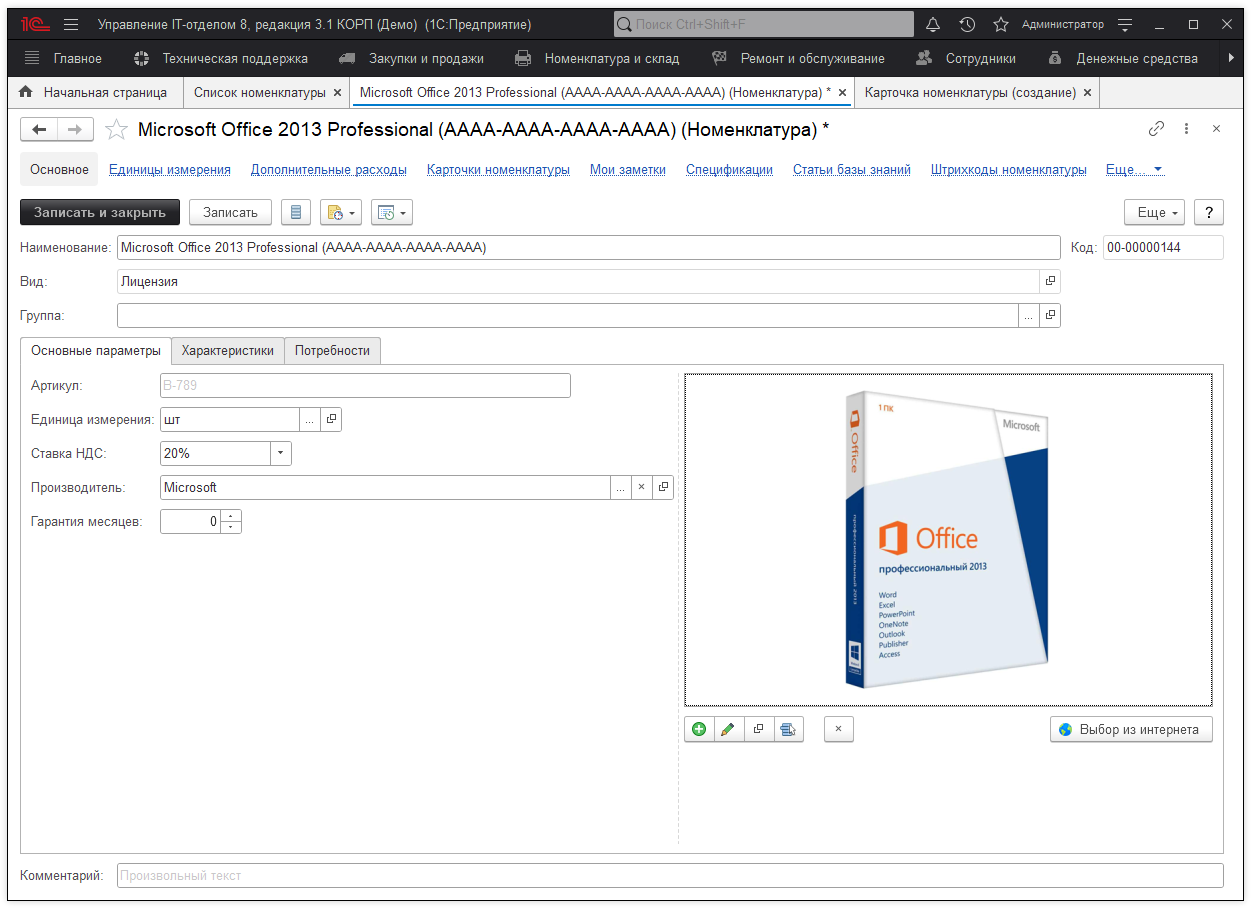 1С Управление IT-отделом 8, редакция 3.1 КОРП (Демо) (1С:Предприятие) Поиск Ctrl+Shift+F Администратор
Главное Техническая поддержка Закупки и продажи Номенклатура и склад Ремонт и обслуживание Сотрудники Денежные средства
Начальная страница Список номенклатуры × Microsoft Office 2013 Professional (AAAA-AAAA-AAAA-AAAA) (Номенклатура) * × Карточка номенклатуры (создание) ×
Microsoft Office 2013 Professional (AAAA-AAAA-AAAA-AAAA) (Номенклатура) *
Основное Единицы измерения Дополнительные расходы Карточки номенклатуры Мои заметки Спецификации Статьи базы знаний Штрихкоды номенклатуры Еще...
Записать и закрыть Записать Еще ?
Наименование: Microsoft Office 2013 Professional (AAAA-AAAA-AAAA-AAAA) Код: 00-00000144
Вид: Лицензия
Группа: ...
Основные параметры Характеристики Потребности
Артикул: B-789
Единица измерения: шт ...
Ставка НДС: 20%
Производитель: Microsoft ... ×
Гарантия месяцев: 0
1 ПК
Microsoft
Office
Office
профессиональный 2013
профессиональный 2013
Word
Excel
PowerPoint
OneNote
Outlook
Publisher
Access
Выбор из интернета
Комментарий: Произвольный текст